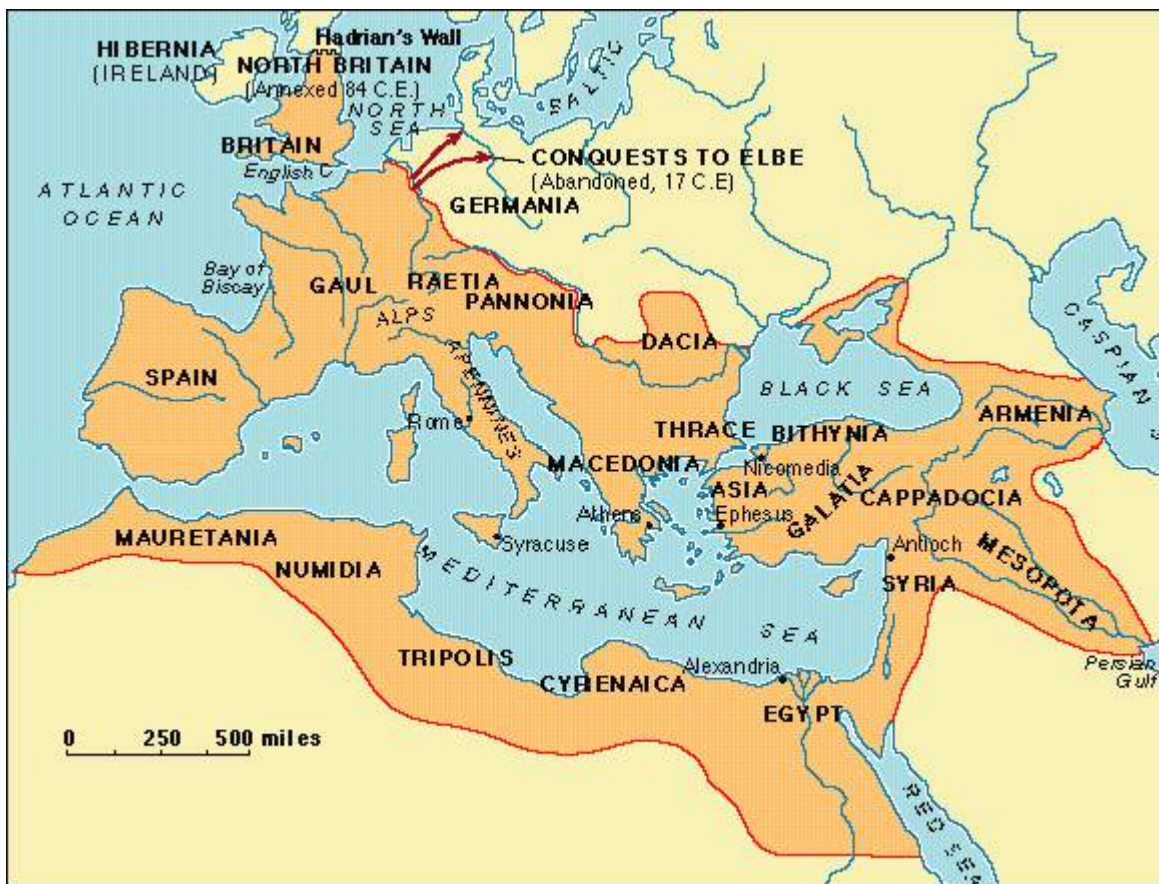 Hadrian's Wall
HIBERNIA
(IRELAND)
NORTH BRITAIN
(Annexed 84 C.E.)
NORTH
SEA
BALTIC
BRITAIN
English C
CONQUESTS TO ELBE
(Abandoned, 17 C.E)
ATLANTIC
OCEAN
GERMANIA
Bay of
Biscay
GAUL
RAETIA
PANNONIA
ALPS
DACIA
CASPIAN
S
SPAIN
APENNINES
Rome
BLACK SEA
ARMENIA
THRACE
BITHYNIA
Nicomedia
MACEDONIA
ASIA
GALATIA
CAPPADOCIA
Athens
Ephesus
MAURETANIA
Syracuse
Antioch
MESOPOTA
NUMIDIA
SYRIA
MEDITERRANEAN SEA
TRIPOLIS
Alexandria
CYRENAICA
Persian
Gulf
EGYPT
0 250 500 miles
RED SEA